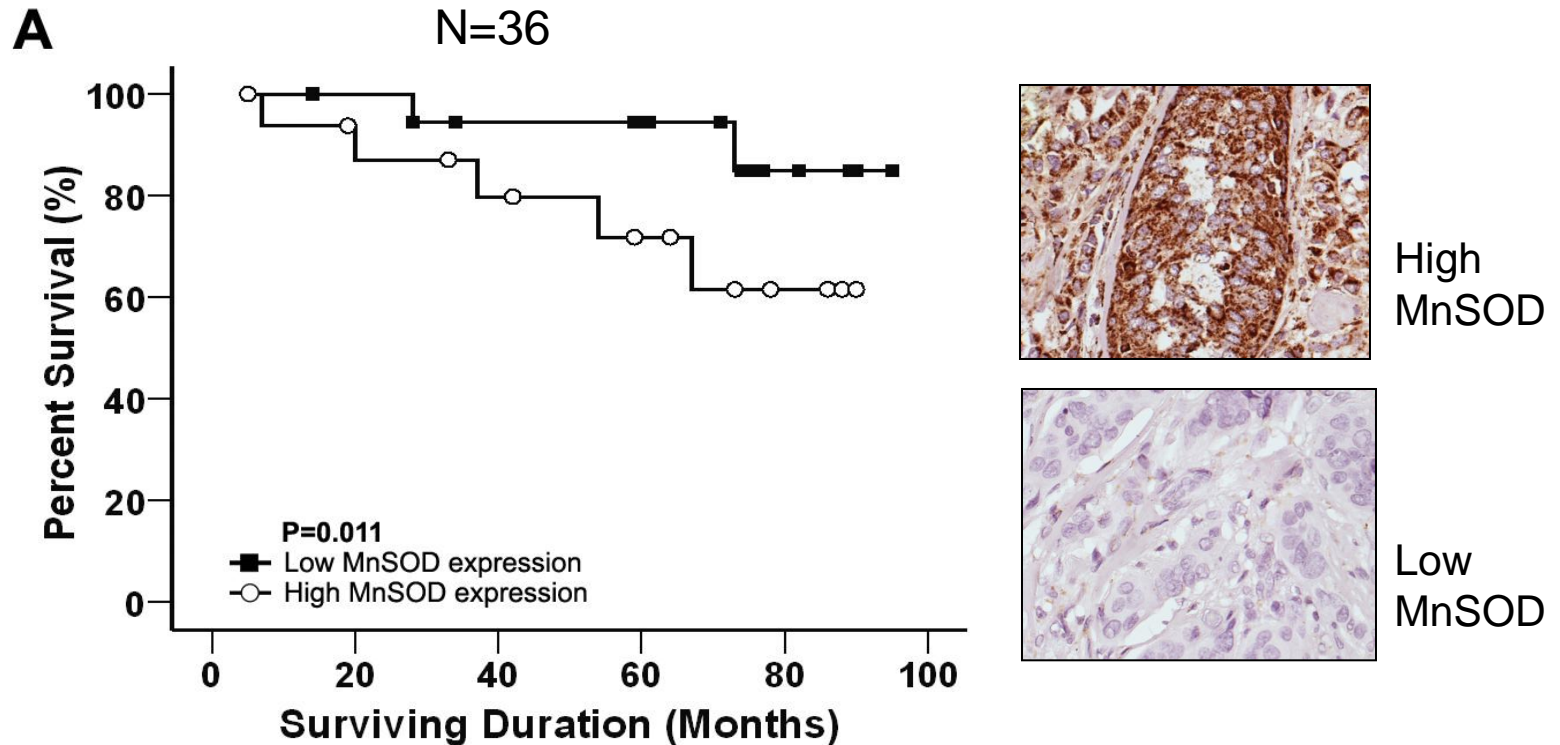 A
N=36
100
80
60
40
20
0
Percent Survival (%)
P=0.011
Low MnSOD expression
High MnSOD expression
0 20 40 60 80 100
Surviving Duration (Months)
High
MnSOD
Low
MnSOD